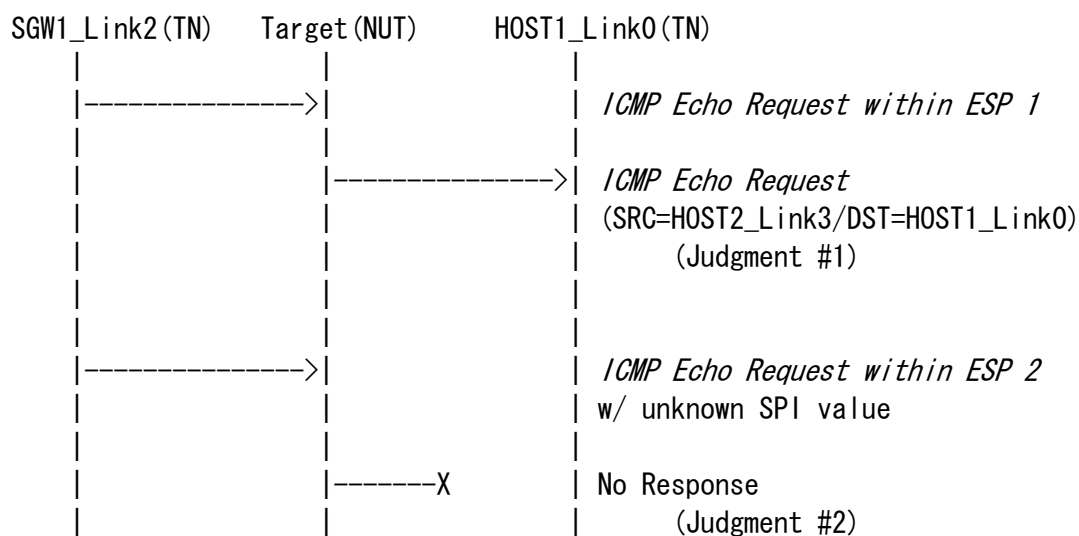 SGW1_Link2(TN) Target(NUT) HOST1_Link0(TN)
| | |
|--------------->| | ICMP Echo Request within ESP 1
| | |
| |--------------->| ICMP Echo Request
| | | (SRC=HOST2_Link3/DST=HOST1_Link0)
| | | (Judgment #1)
| | |
| | |
|--------------->| | ICMP Echo Request within ESP 2
| | | w/ unknown SPI value
| | |
| |-------X | No Response
| | | (Judgment #2)